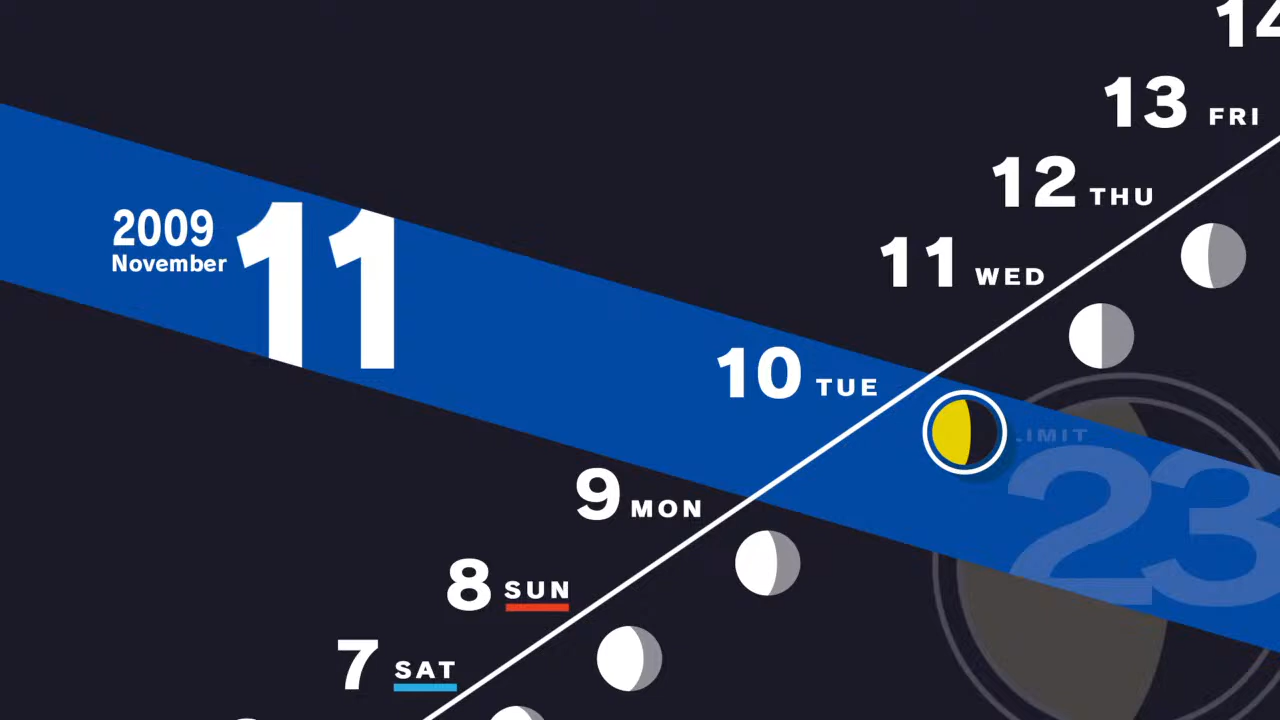 14
13 FRI
12 THU
11 WED
2009
November
11
10 TUE
LIMIT
23
9 MON
8 SUN
7 SAT